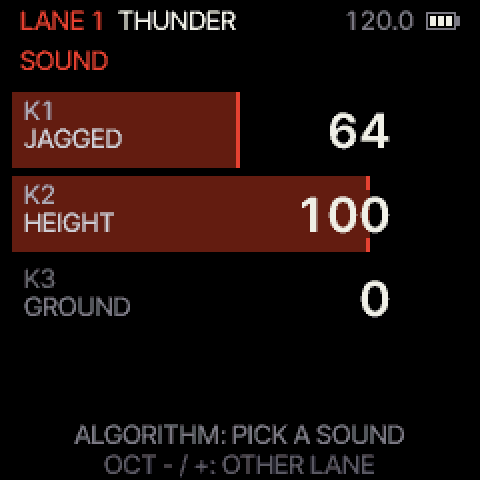 LANE 1 THUNDER 120.0
SOUND
K1
JAGGED 64
K2
HEIGHT 100
K3
GROUND 0
ALGORITHM: PICK A SOUND
OCT - / +: OTHER LANE